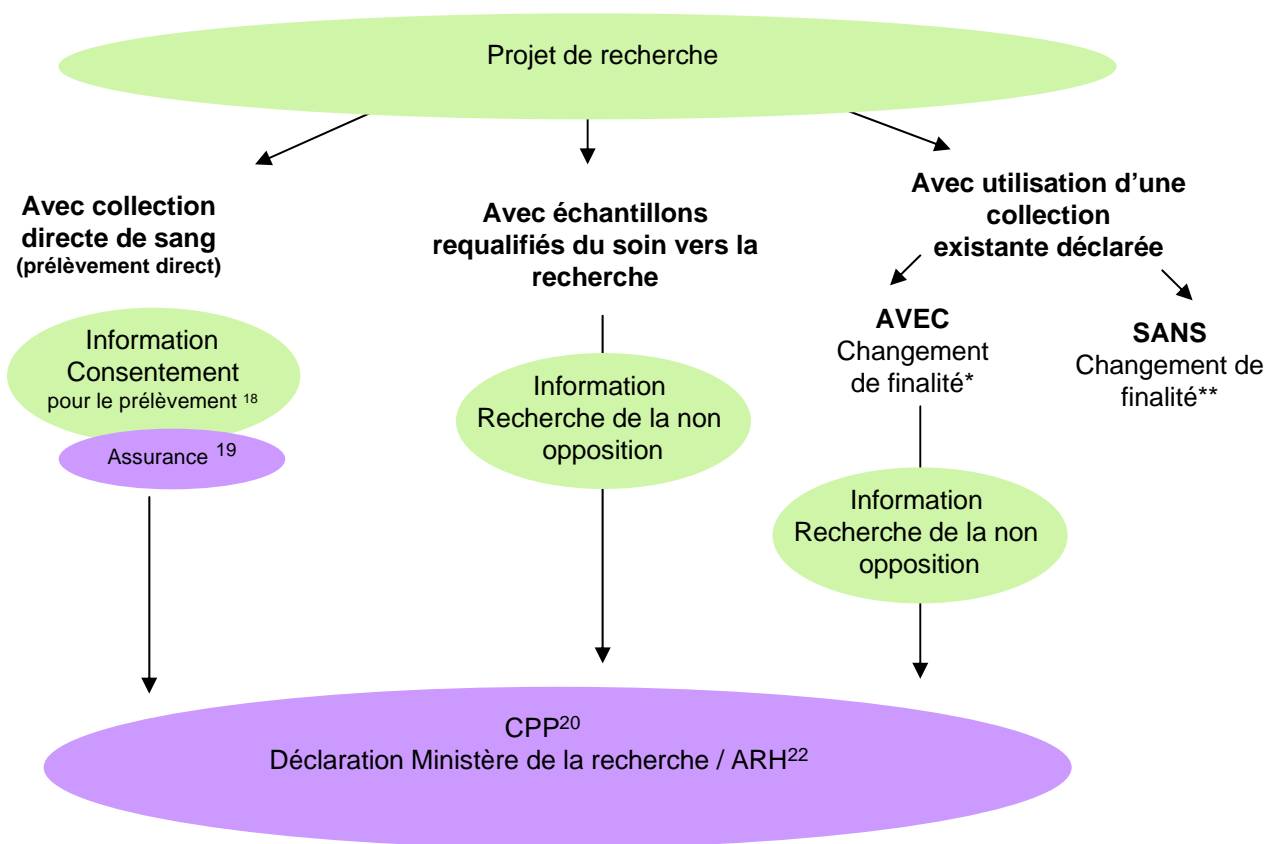 Projet de recherche
Avec collection
directe de sang
(prélèvement direct)
Avec échantillons
requalifiés du soin vers la
recherche
Avec utilisation d’une
collection
existante déclarée
AVEC
Changement
de finalité*
SANS
Changement de
finalité**
Information
Consentement
pour le prélèvement 18
Assurance 19
Information
Recherche de la non
opposition
Information
Recherche de la non
opposition
CPP20
Déclaration Ministère de la recherche / ARH22